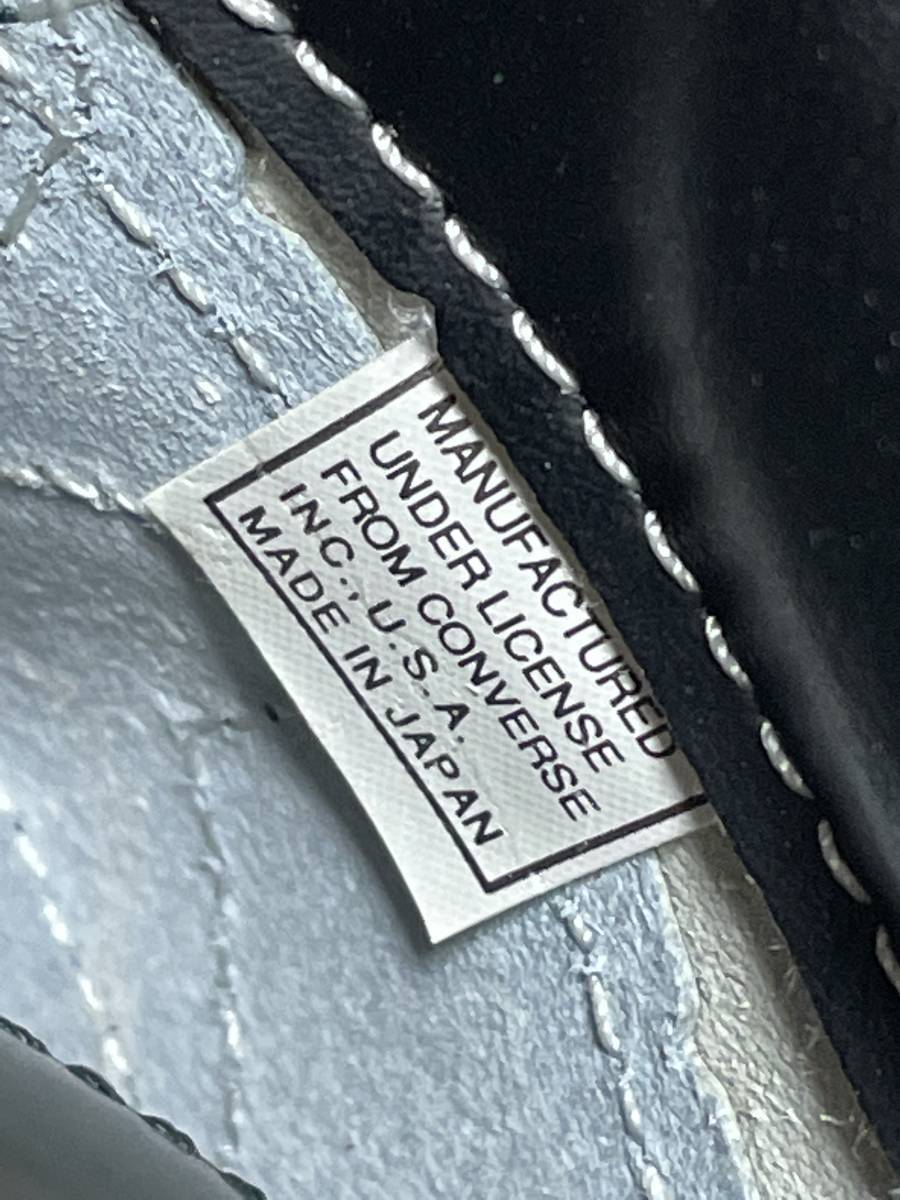 MANUFACTURED
UNDER LICENSE
FROM CONVERSE
INC., U.S.A.
MADE IN JAPAN